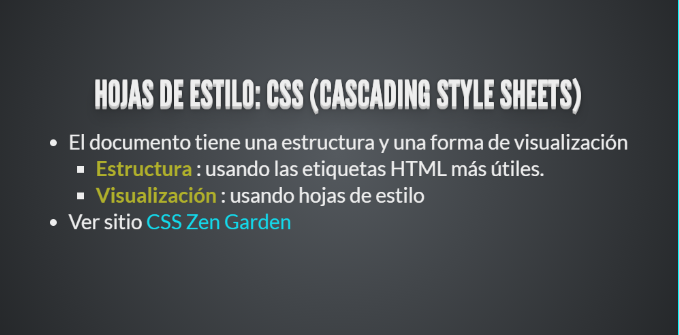 HOJAS DE ESTILO: CSS (CASCADING STYLE SHEETS)
El documento tiene una estructura y una forma de visualización
Estructura : usando las etiquetas HTML más útiles.
Visualización : usando hojas de estilo
Ver sitio CSS Zen Garden